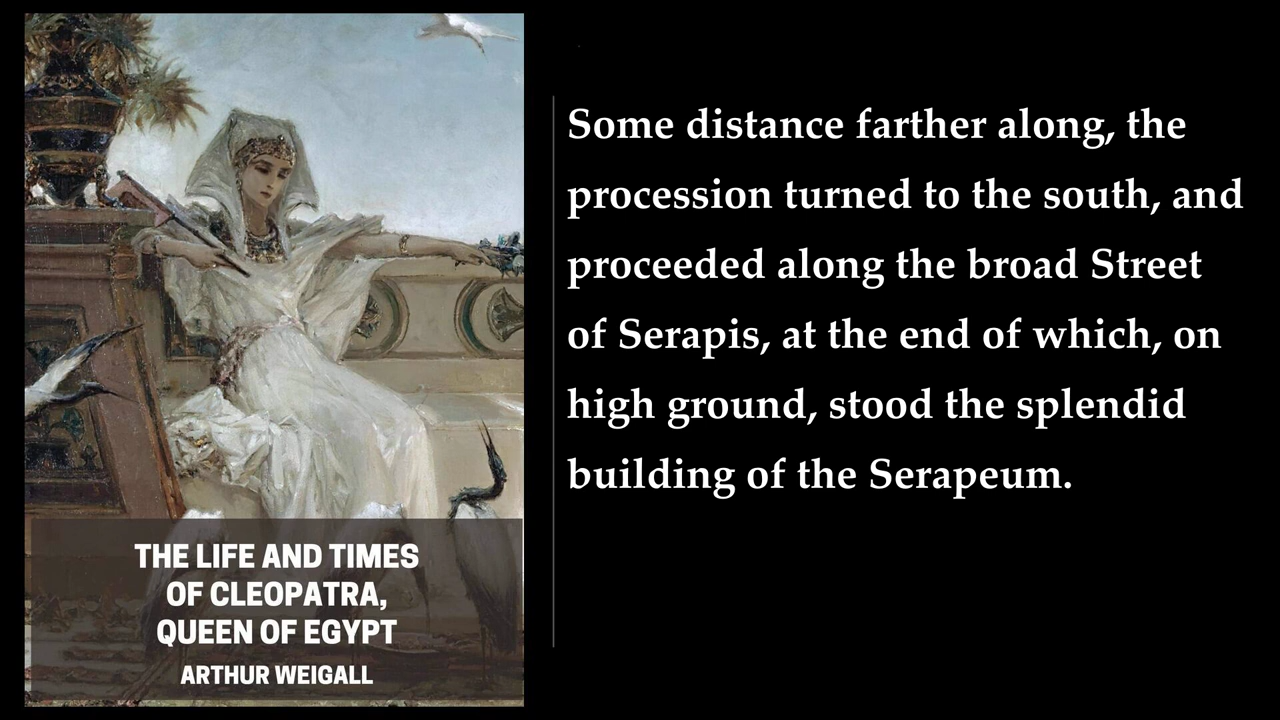 Some distance farther along, the
procession turned to the south, and
proceeded along the broad Street
of Serapis, at the end of which, on
high ground, stood the splendid
building of the Serapeum.
THE LIFE AND TIMES
OF CLEOPATRA,
QUEEN OF EGYPT
ARTHUR WEIGALL